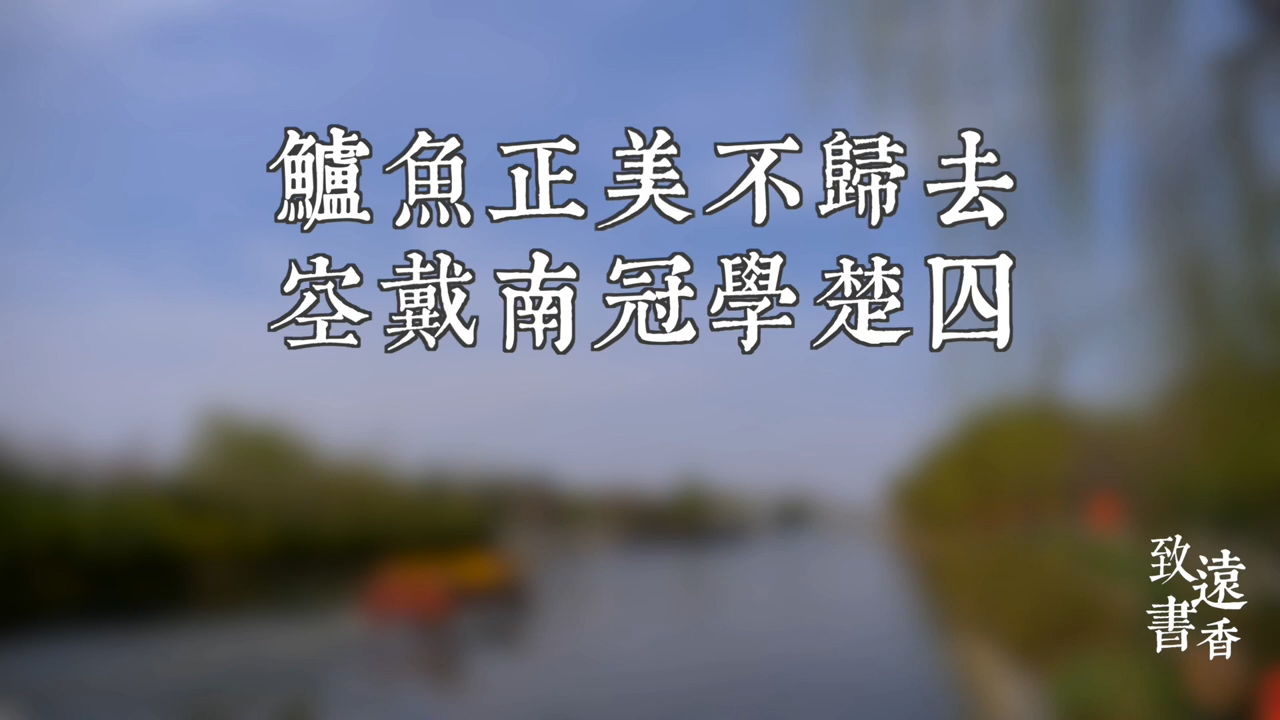 鱸魚正美不歸去
空戴南冠學楚囚
致遠
書香